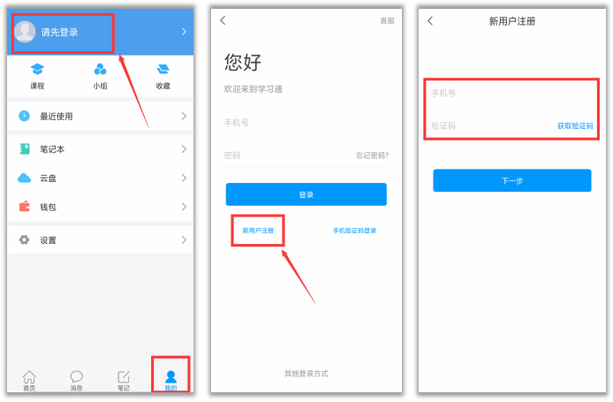 请先登录
课程
小组
收藏
最近使用
笔记本
云盘
钱包
设置
首页
消息
笔记
我的
客服
您好
欢迎来到学习通
手机号
密码
忘记密码?
登录
新用户注册
手机验证码登录
其他登录方式
新用户注册
手机号
验证码
获取验证码
下一步